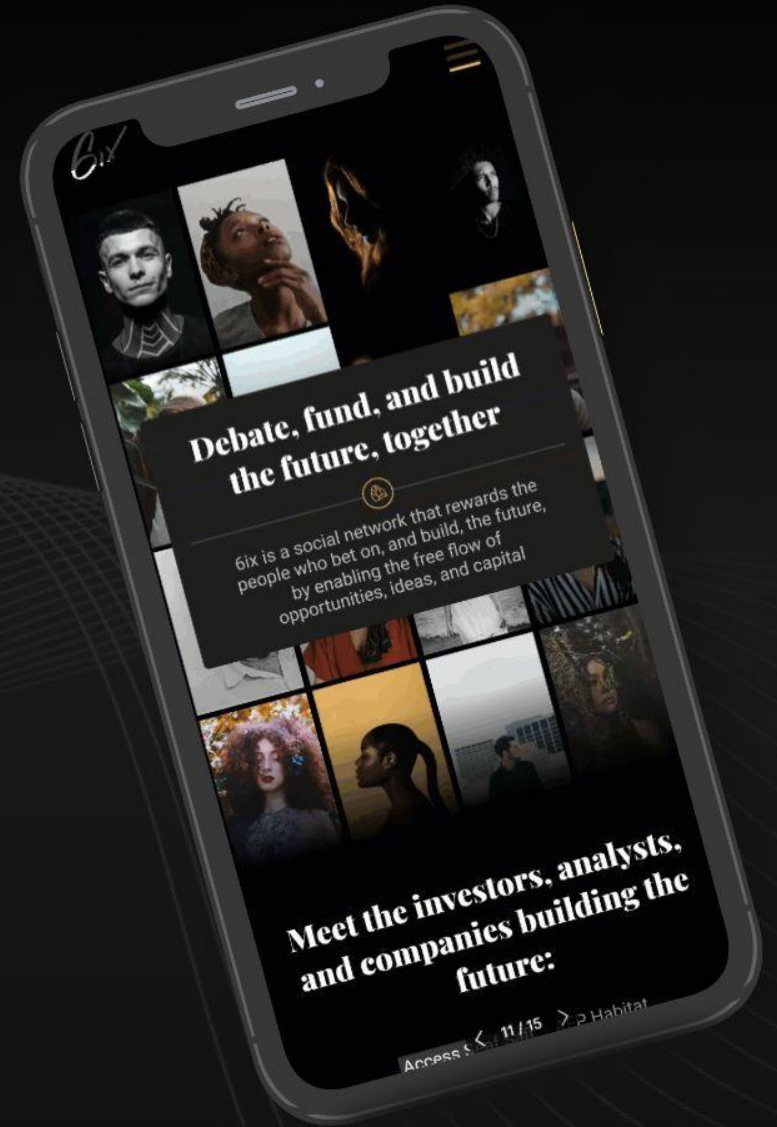 6ix
Debate, fund, and build
the future, together
6ix is a social network that rewards the
people who bet on, and build, the future,
by enabling the free flow of
opportunities, ideas, and capital
Meet the investors, analysts,
and companies building the
future:
11/15
Access
Habitat